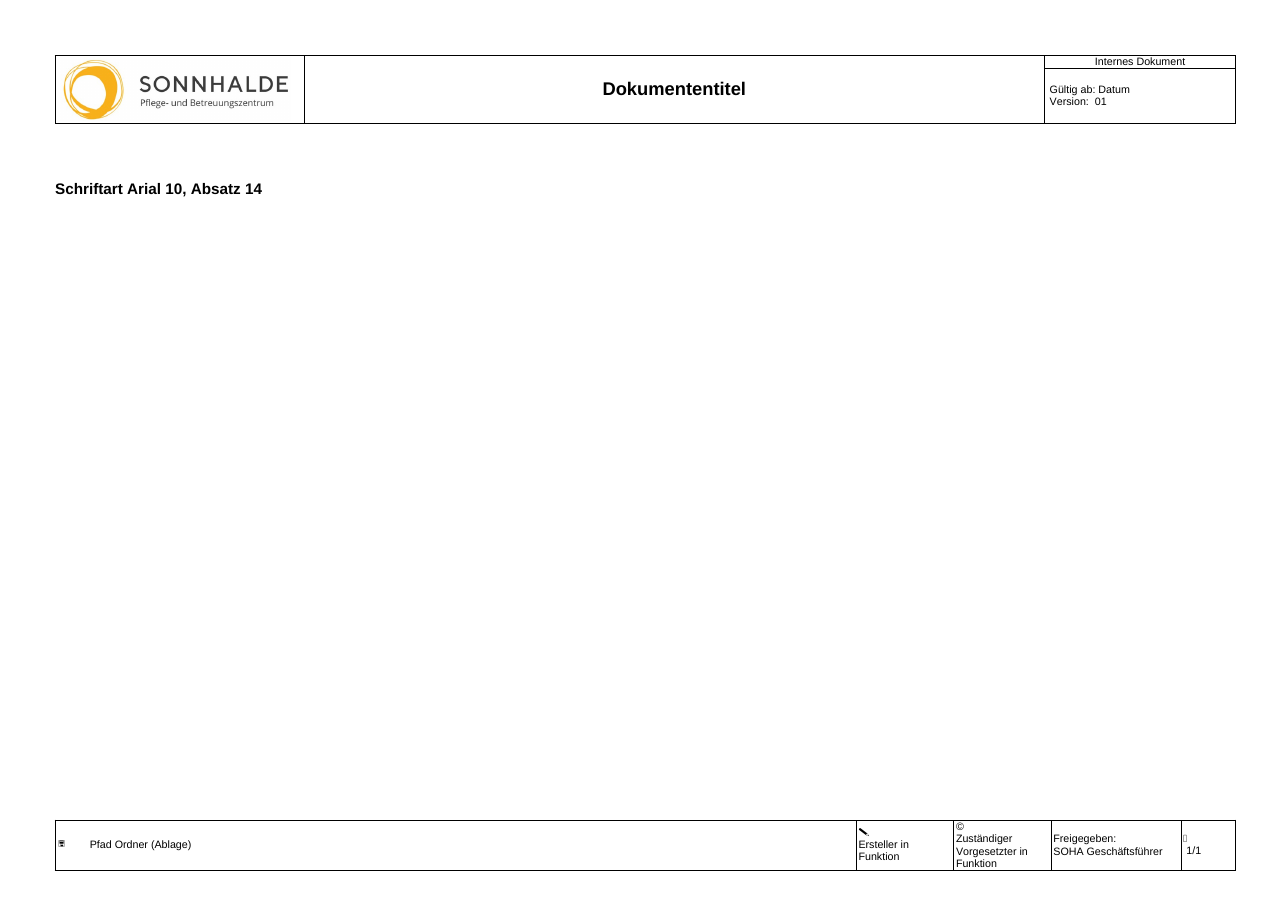 SONNHALDE
Pflege- und Betreuungszentrum
Dokumententitel
Internes Dokument
Gültig ab: Datum
Version:  01
Schriftart Arial 10, Absatz 14
Pfad Ordner (Ablage)
Ersteller in
Funktion
©
Zuständiger
Vorgesetzter in
Funktion
Freigegeben:
SOHA Geschäftsführer
1/1